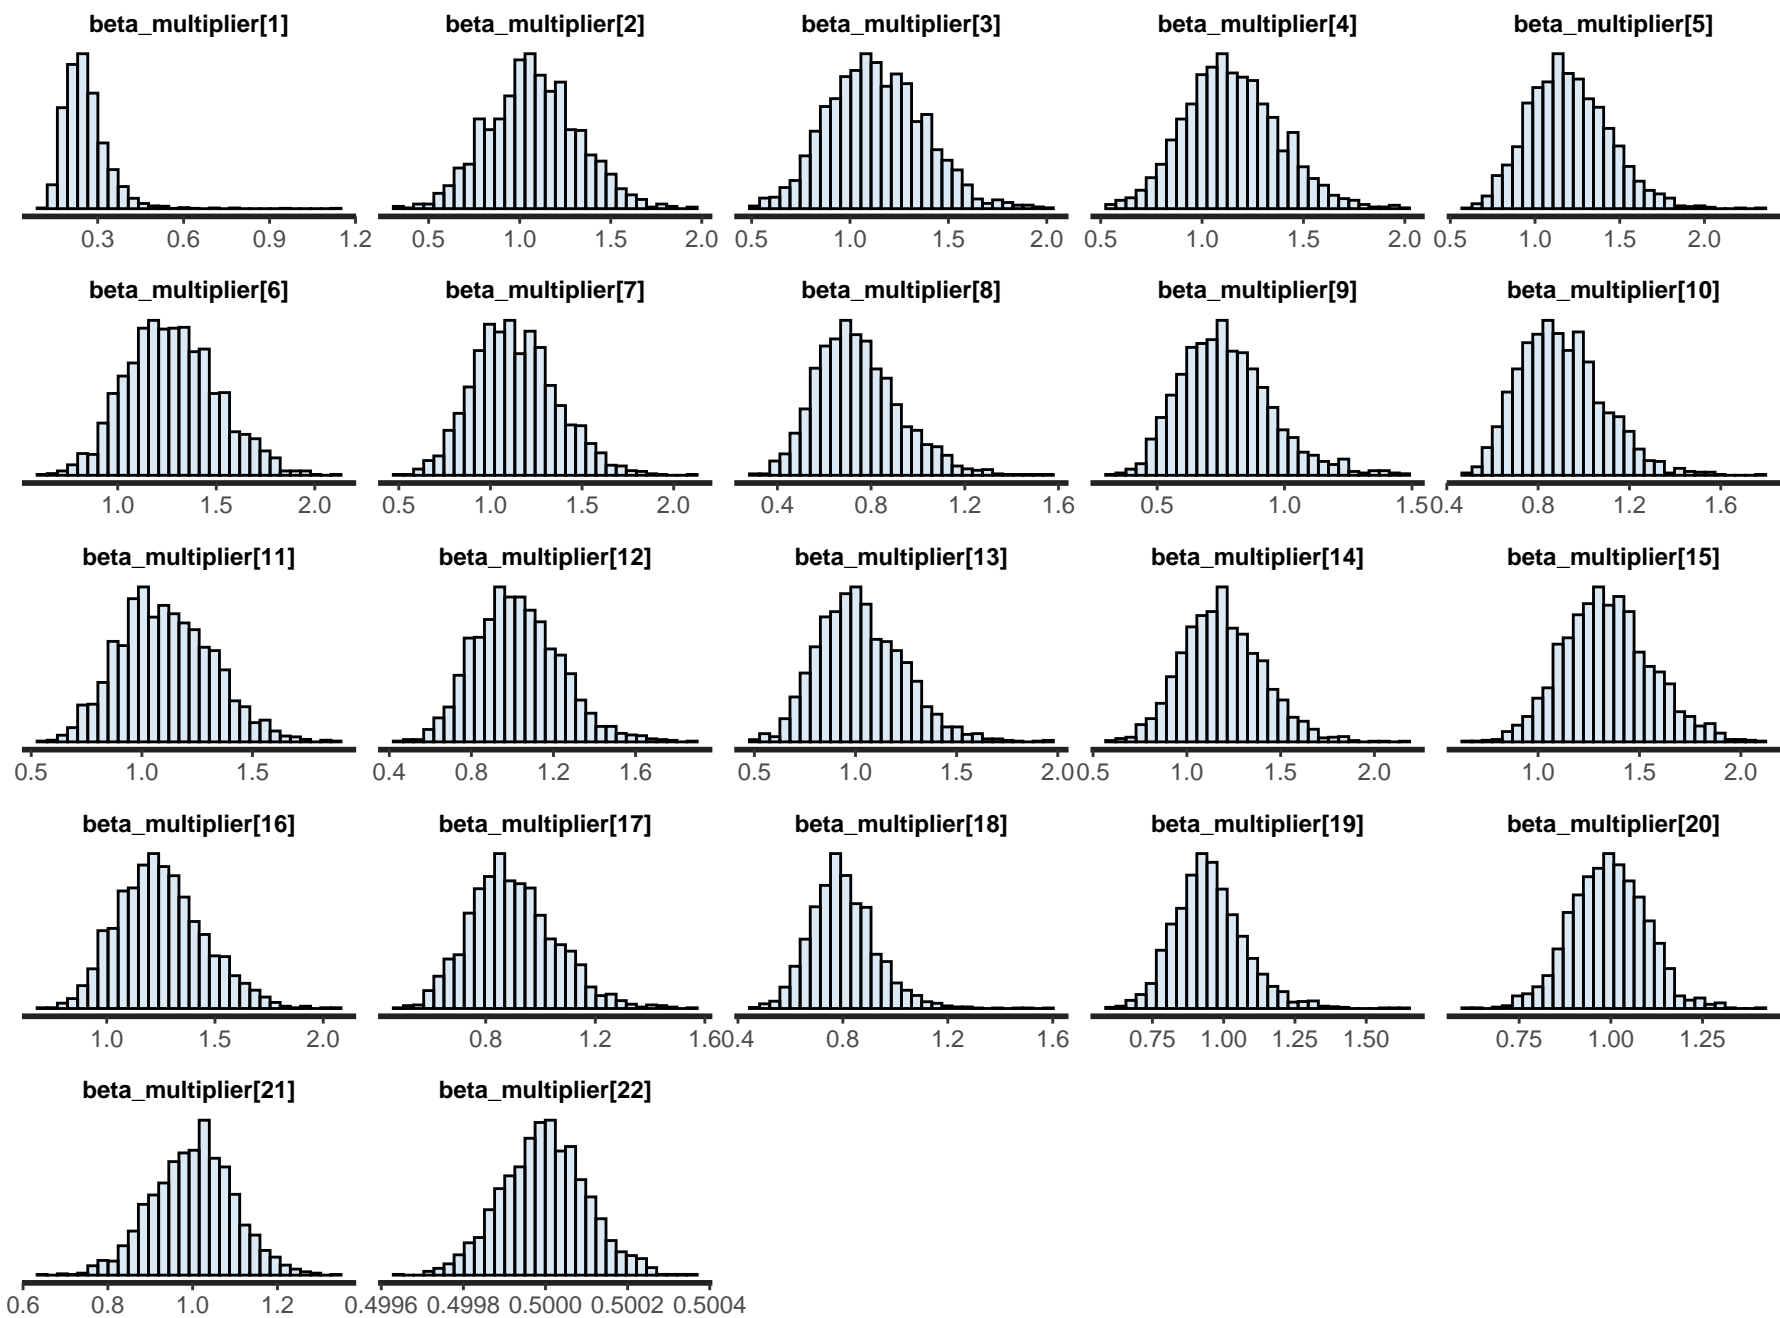 beta_multiplier[1] beta_multiplier[2] beta_multiplier[3] beta_multiplier[4] beta_multiplier[5]
0.3 0.6 0.9 1.2 0.5 1.0 1.5 2.0 0.5 1.0 1.5 2.0 0.5 1.0 1.5 2.0 0.5 1.0 1.5 2.0
beta_multiplier[6] beta_multiplier[7] beta_multiplier[8] beta_multiplier[9] beta_multiplier[10]
1.0 1.5 2.0 0.5 1.0 1.5 2.0 0.4 0.8 1.2 1.6 0.5 1.0 1.5 0.4 0.8 1.2 1.6
beta_multiplier[11] beta_multiplier[12] beta_multiplier[13] beta_multiplier[14] beta_multiplier[15]
0.5 1.0 1.5 0.4 0.8 1.2 1.6 0.5 1.0 1.5 2.0 0.5 1.0 1.5 2.0 1.0 1.5 2.0
beta_multiplier[16] beta_multiplier[17] beta_multiplier[18] beta_multiplier[19] beta_multiplier[20]
1.0 1.5 2.0 0.8 1.2 1.6 0.4 0.8 1.2 1.6 0.75 1.00 1.25 1.50 0.75 1.00 1.25
beta_multiplier[21] beta_multiplier[22]
0.6 0.8 1.0 1.2 0.4996 0.4998 0.5000 0.5002 0.5004